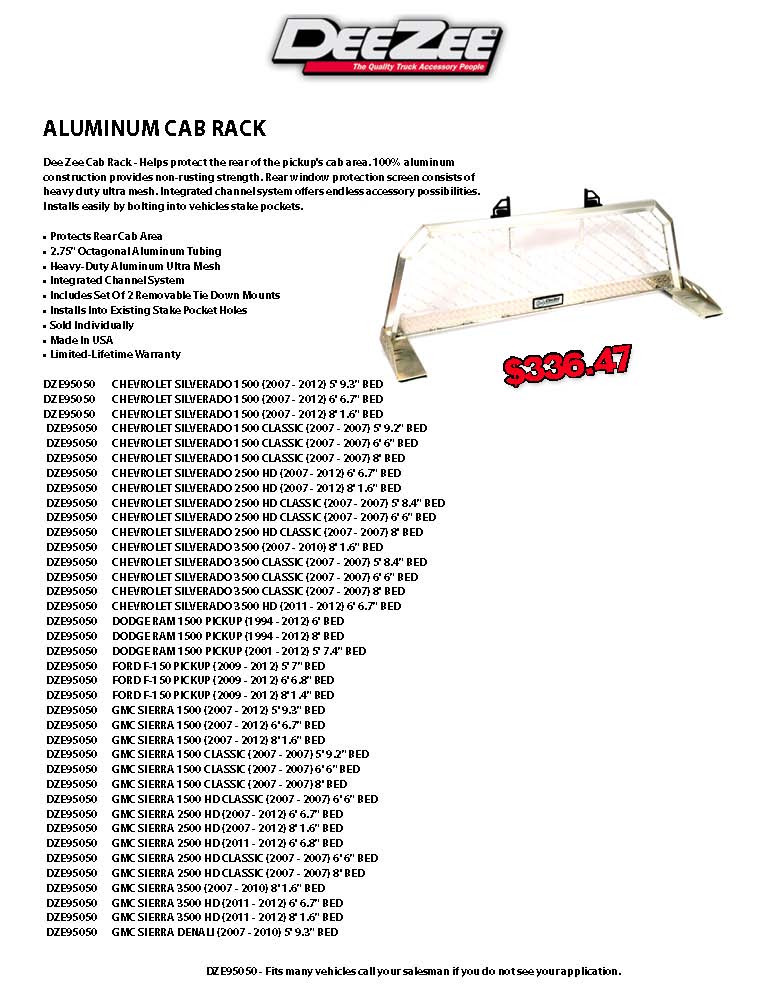 DEEZEE®
The Quality Truck Accessory People
ALUMINUM CAB RACK
Dee Zee Cab Rack - Helps protect the rear of the pickup's cab area. 100% aluminum
construction provides non-rusting strength. Rear window protection screen consists of
heavy duty ultra mesh. Integrated channel system offers endless accessory possibilities.
Installs easily by bolting into vehicles stake pockets.
• Protects Rear Cab Area
• 2.75" Octagonal Aluminum Tubing
• Heavy-Duty Aluminum Ultra Mesh
• Integrated Channel System
• Includes Set Of 2 Removable Tie Down Mounts
• Installs Into Existing Stake Pocket Holes
• Sold Individually
• Made In USA
• Limited-Lifetime Warranty
$336.47
DZE95050 CHEVROLET SILVERADO 1500 (2007 - 2012) 5' 9.3" BED
DZE95050 CHEVROLET SILVERADO 1500 (2007 - 2012) 6' 6.7" BED
DZE95050 CHEVROLET SILVERADO 1500 (2007 - 2012) 8' 1.6" BED
DZE95050 CHEVROLET SILVERADO 1500 CLASSIC (2007 - 2007) 5' 9.2" BED
DZE95050 CHEVROLET SILVERADO 1500 CLASSIC (2007 - 2007) 6' 6" BED
DZE95050 CHEVROLET SILVERADO 1500 CLASSIC (2007 - 2007) 8' BED
DZE95050 CHEVROLET SILVERADO 2500 HD (2007 - 2012) 6' 6.7" BED
DZE95050 CHEVROLET SILVERADO 2500 HD (2007 - 2012) 8' 1.6" BED
DZE95050 CHEVROLET SILVERADO 2500 HD CLASSIC (2007 - 2007) 5' 8.4" BED
DZE95050 CHEVROLET SILVERADO 2500 HD CLASSIC (2007 - 2007) 6' 6" BED
DZE95050 CHEVROLET SILVERADO 2500 HD CLASSIC (2007 - 2007) 8' BED
DZE95050 CHEVROLET SILVERADO 3500 (2007 - 2010) 8' 1.6" BED
DZE95050 CHEVROLET SILVERADO 3500 CLASSIC (2007 - 2007) 5' 8.4" BED
DZE95050 CHEVROLET SILVERADO 3500 CLASSIC (2007 - 2007) 6' 6" BED
DZE95050 CHEVROLET SILVERADO 3500 CLASSIC (2007 - 2007) 8' BED
DZE95050 CHEVROLET SILVERADO 3500 HD (2011 - 2012) 6' 6.7" BED
DZE95050 DODGE RAM 1500 PICKUP (1994 - 2012) 6' BED
DZE95050 DODGE RAM 1500 PICKUP (1994 - 2012) 8' BED
DZE95050 DODGE RAM 1500 PICKUP (2001 - 2012) 5' 7.4" BED
DZE95050 FORD F-150 PICKUP (2009 - 2012) 5' 7" BED
DZE95050 FORD F-150 PICKUP (2009 - 2012) 6' 6.8" BED
DZE95050 FORD F-150 PICKUP (2009 - 2012) 8' 1.4" BED
DZE95050 GMC SIERRA 1500 (2007 - 2012) 5' 9.3" BED
DZE95050 GMC SIERRA 1500 (2007 - 2012) 6' 6.7" BED
DZE95050 GMC SIERRA 1500 (2007 - 2012) 8' 1.6" BED
DZE95050 GMC SIERRA 1500 CLASSIC (2007 - 2007) 5' 9.2" BED
DZE95050 GMC SIERRA 1500 CLASSIC (2007 - 2007) 6' 6" BED
DZE95050 GMC SIERRA 1500 CLASSIC (2007 - 2007) 8' BED
DZE95050 GMC SIERRA 1500 HD CLASSIC (2007 - 2007) 6' 6" BED
DZE95050 GMC SIERRA 2500 HD (2007 - 2012) 6' 6.7" BED
DZE95050 GMC SIERRA 2500 HD (2007 - 2012) 8' 1.6" BED
DZE95050 GMC SIERRA 2500 HD (2011 - 2012) 6' 6.8" BED
DZE95050 GMC SIERRA 2500 HD CLASSIC (2007 - 2007) 6' 6" BED
DZE95050 GMC SIERRA 2500 HD CLASSIC (2007 - 2007) 8' BED
DZE95050 GMC SIERRA 3500 (2007 - 2010) 8' 1.6" BED
DZE95050 GMC SIERRA 3500 HD (2011 - 2012) 6' 6.7" BED
DZE95050 GMC SIERRA 3500 HD (2011 - 2012) 8' 1.6" BED
DZE95050 GMC SIERRA DENALI (2007 - 2010) 5' 9.3" BED
DZE95050 - Fits many vehicles call your salesman if you do not see your application.